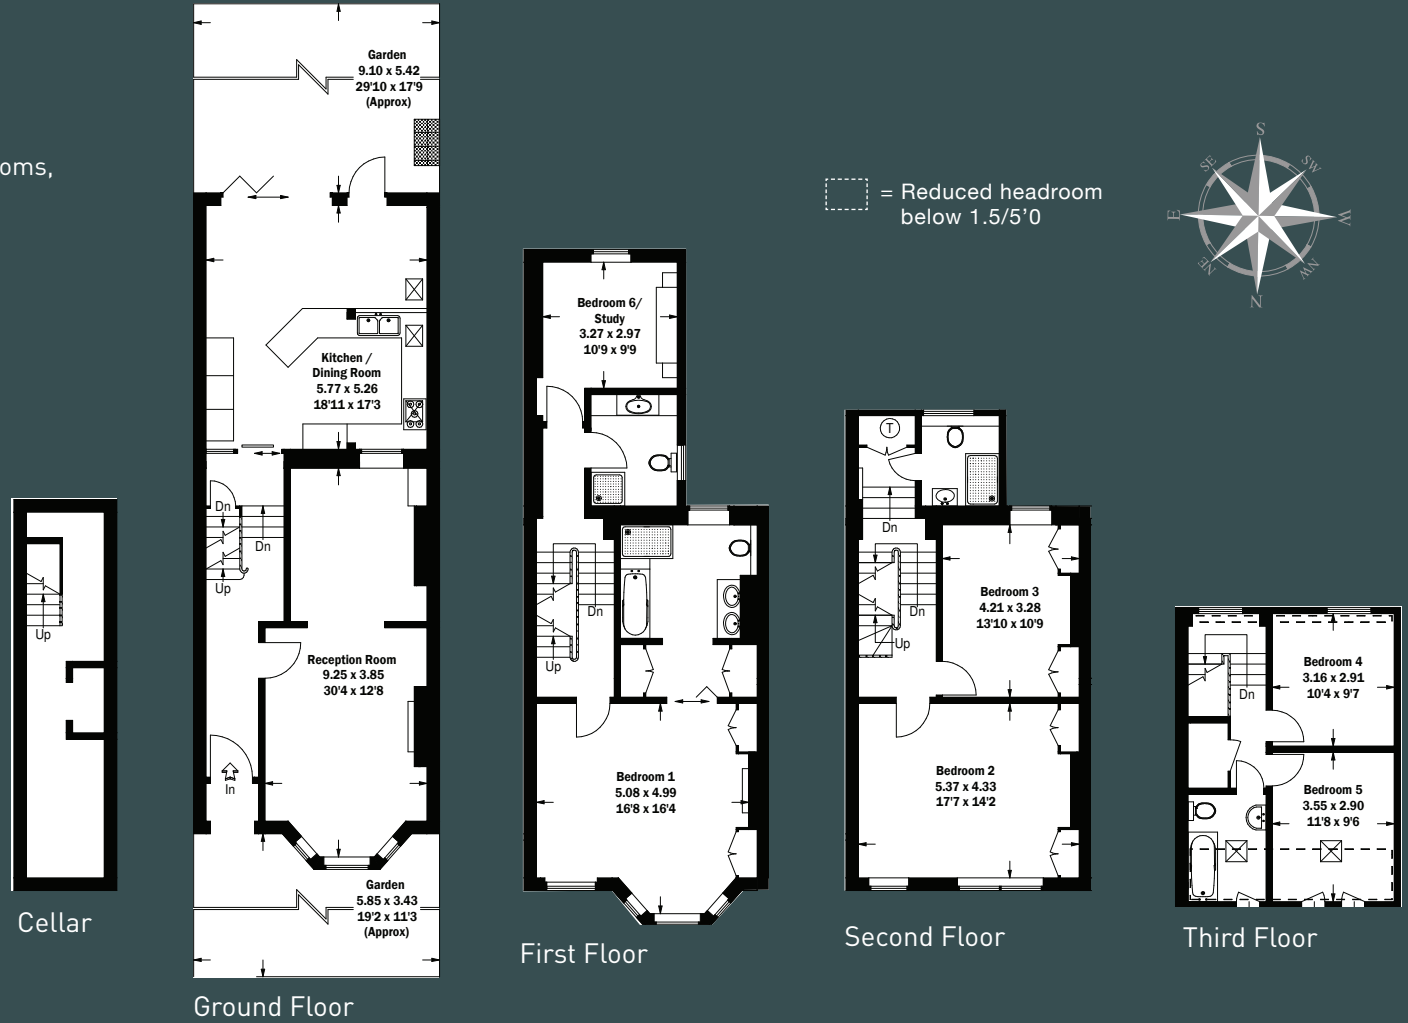 ooms,
Garden
9.10 x 5.42
29'10 x 17'9
(Approx)
Kitchen /
Dining Room
5.77 x 5.26
18'11 x 17'3
Dn
Dn
Up
Reception Room
9.25 x 3.85
30'4 x 12'8
In
Garden
5.85 x 3.43
19'2 x 11'3
(Approx)
Ground Floor
Up
Cellar
Bedroom 6/
Study
3.27 x 2.97
10'9 x 9'9
Dn
Up
Bedroom 1
5.08 x 4.99
16'8 x 16'4
First Floor
= Reduced headroom
below 1.5/5'0
T
Dn
Dn
Up
Bedroom 3
4.21 x 3.28
13'10 x 10'9
Bedroom 2
5.37 x 4.33
17'7 x 14'2
Second Floor
S
SE
SW
E
W
NE
NW
N
Dn
Bedroom 4
3.16 x 2.91
10'4 x 9'7
Bedroom 5
3.55 x 2.90
11'8 x 9'6
Third Floor